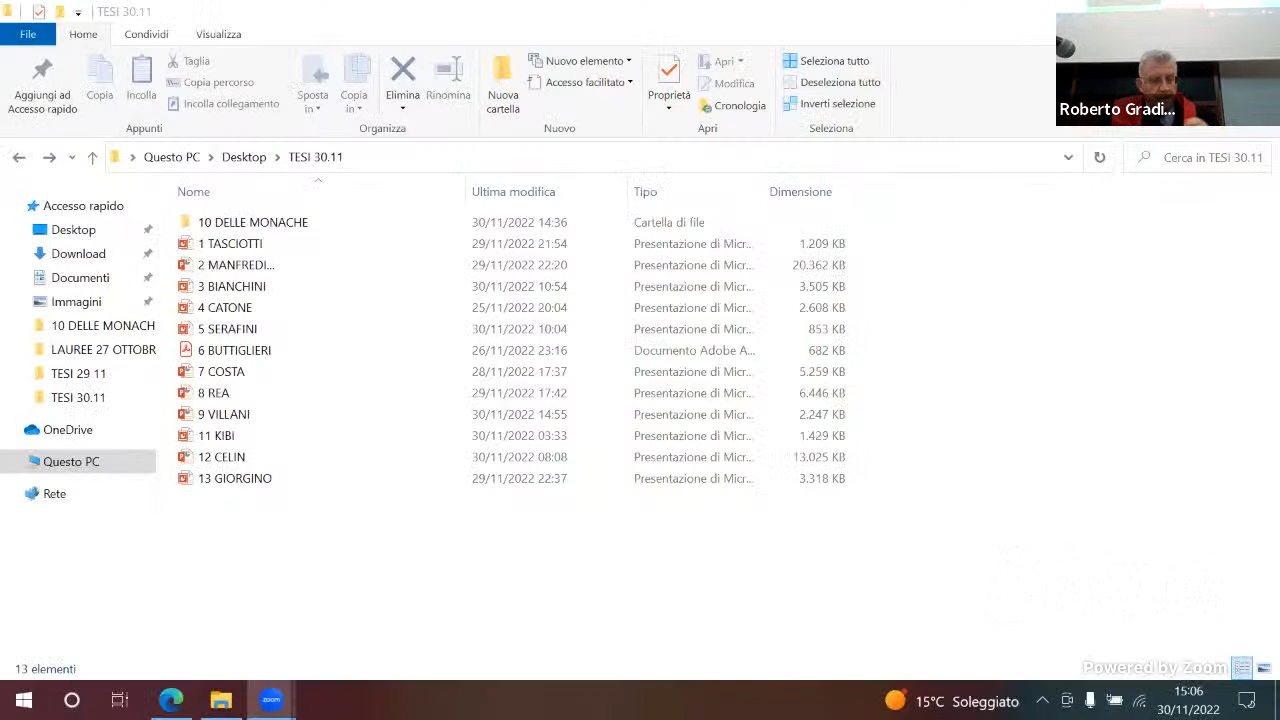 TESI 30.11
File Home Condividi Visualizza
Aggiungi ad Accesso rapido
Copia
Incolla
Taglia
Copia percorso
Incolla collegamento
Appunti
Sposta in
Copia in
Elimina
Rinomina
Organizza
Nuova cartella
Nuovo elemento
Accesso facilitato
Nuovo
Proprietà
Apri
Modifica
Cronologia
Apri
Seleziona tutto
Deseleziona tutto
Inverti selezione
Selezione
Roberto Gradi...
Questo PC > Desktop > TESI 30.11
Cerca in TESI 30.11
Accesso rapido
Desktop
Download
Documenti
Immagini
10 DELLE MONACH
LAUREE 27 OTTOBR
TESI 29 11
TESI 30.11
OneDrive
Questo PC
Rete
Nome Ultima modifica Tipo Dimensione
10 DELLE MONACHE 30/11/2022 14:36 Cartella di file
1 TASCIOTTI 29/11/2022 21:54 Presentazione di Micr... 1.209 KB
2 MANFREDI... 29/11/2022 22:20 Presentazione di Micr... 20.362 KB
3 BIANCHINI 30/11/2022 10:54 Presentazione di Micr... 3.505 KB
4 CATONE 25/11/2022 20:04 Presentazione di Micr... 2.608 KB
5 SERAFINI 30/11/2022 10:04 Presentazione di Micr... 853 KB
6 BUTTIGLIERI 26/11/2022 23:16 Documento Adobe A... 682 KB
7 COSTA 28/11/2022 17:37 Presentazione di Micr... 5.259 KB
8 REA 29/11/2022 17:42 Presentazione di Micr... 6.446 KB
9 VILLANI 30/11/2022 14:55 Presentazione di Micr... 2.247 KB
11 KIBI 30/11/2022 03:33 Presentazione di Micr... 1.429 KB
12 CELIN 30/11/2022 08:08 Presentazione di Micr... 13.025 KB
13 GIORGINO 29/11/2022 22:37 Presentazione di Micr... 3.318 KB
13 elementi
Powered by Zoom
zoom
15°C Soleggiato
15:06
30/11/2022